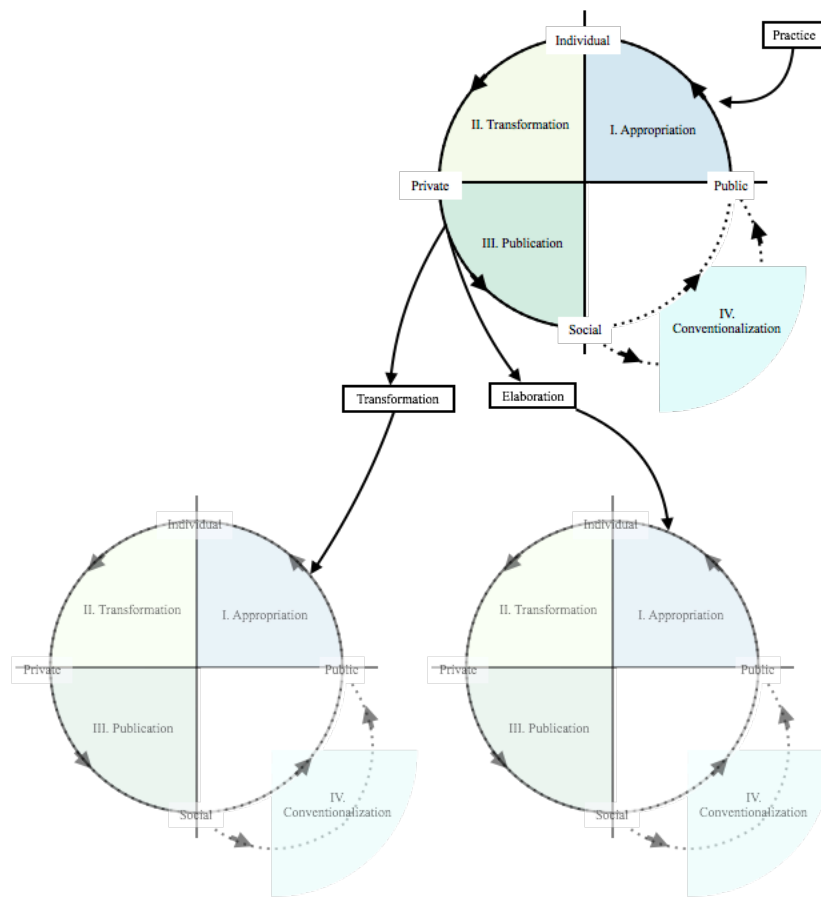 Individual
Practice
II. Transformation
I. Appropriation
Private
Public
III. Publication
IV.
Conventionalization
Social
Transformation
Elaboration
Individual
II. Transformation
I. Appropriation
Private
Public
III. Publication
IV.
Conventionalization
Social
Individual
II. Transformation
I. Appropriation
Private
Public
III. Publication
IV.
Conventionalization
Social